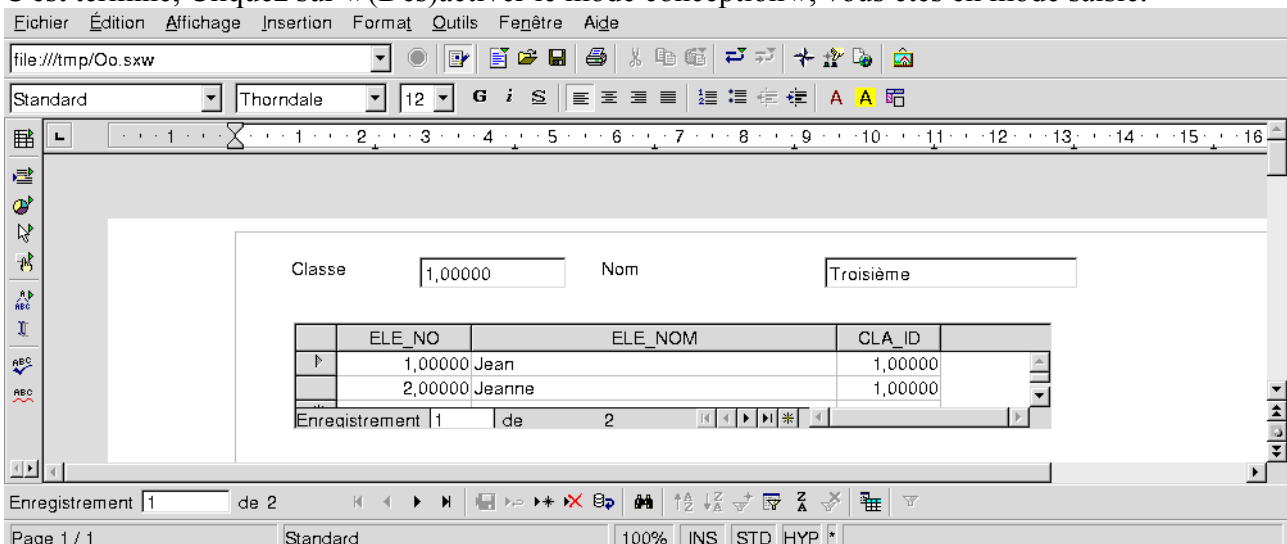 C'est terminé, Cliquez sur « (Dés)activer le mode conception», vous êtes en mode saisie.
Fichier Édition Affichage Insertion Format Outils Fenêtre Aide
file:///tmp/Oo.sxw
Standard Thorndale 12 G i S A A
1 1 2 3 4 5 6 7 8 9 10 11 12 13 14 15 16
Classe 1,00000 Nom Troisième
ELE_NO ELE_NOM CLA_ID
1,00000 Jean 1,00000
2,00000 Jeanne 1,00000
Enregistrement 1 de 2
Enregistrement 1 de 2
Page 1 / 1 Standard 100% INS STD HYP *